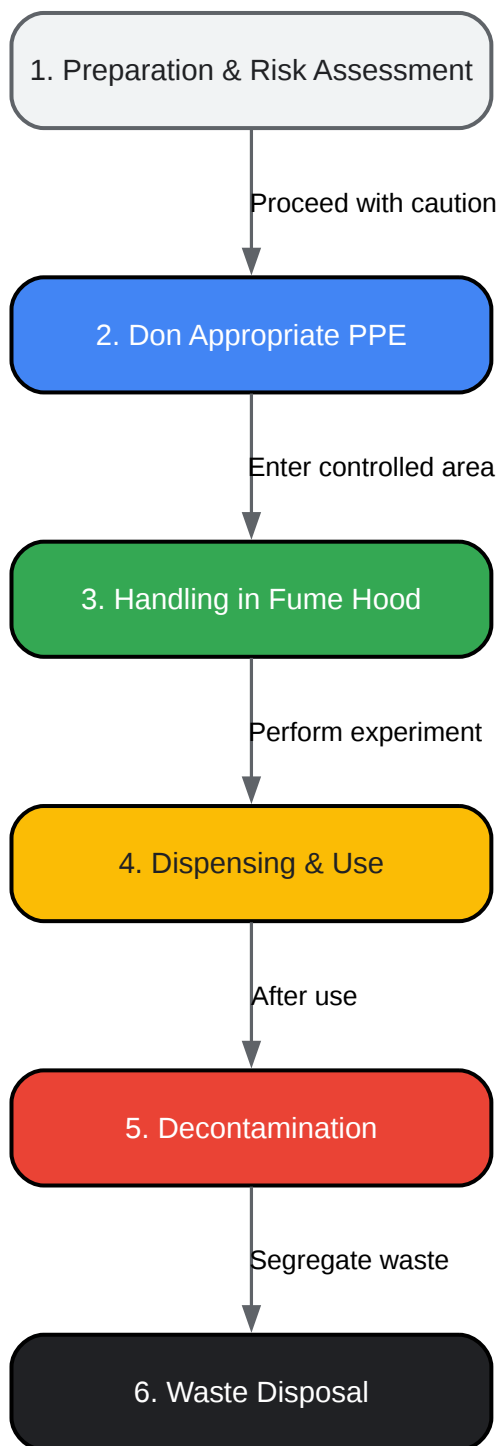 1. Preparation & Risk Assessment
Proceed with caution
2. Don Appropriate PPE
Enter controlled area
3. Handling in Fume Hood
Perform experiment
4. Dispensing & Use
After use
5. Decontamination
Segregate waste
6. Waste Disposal